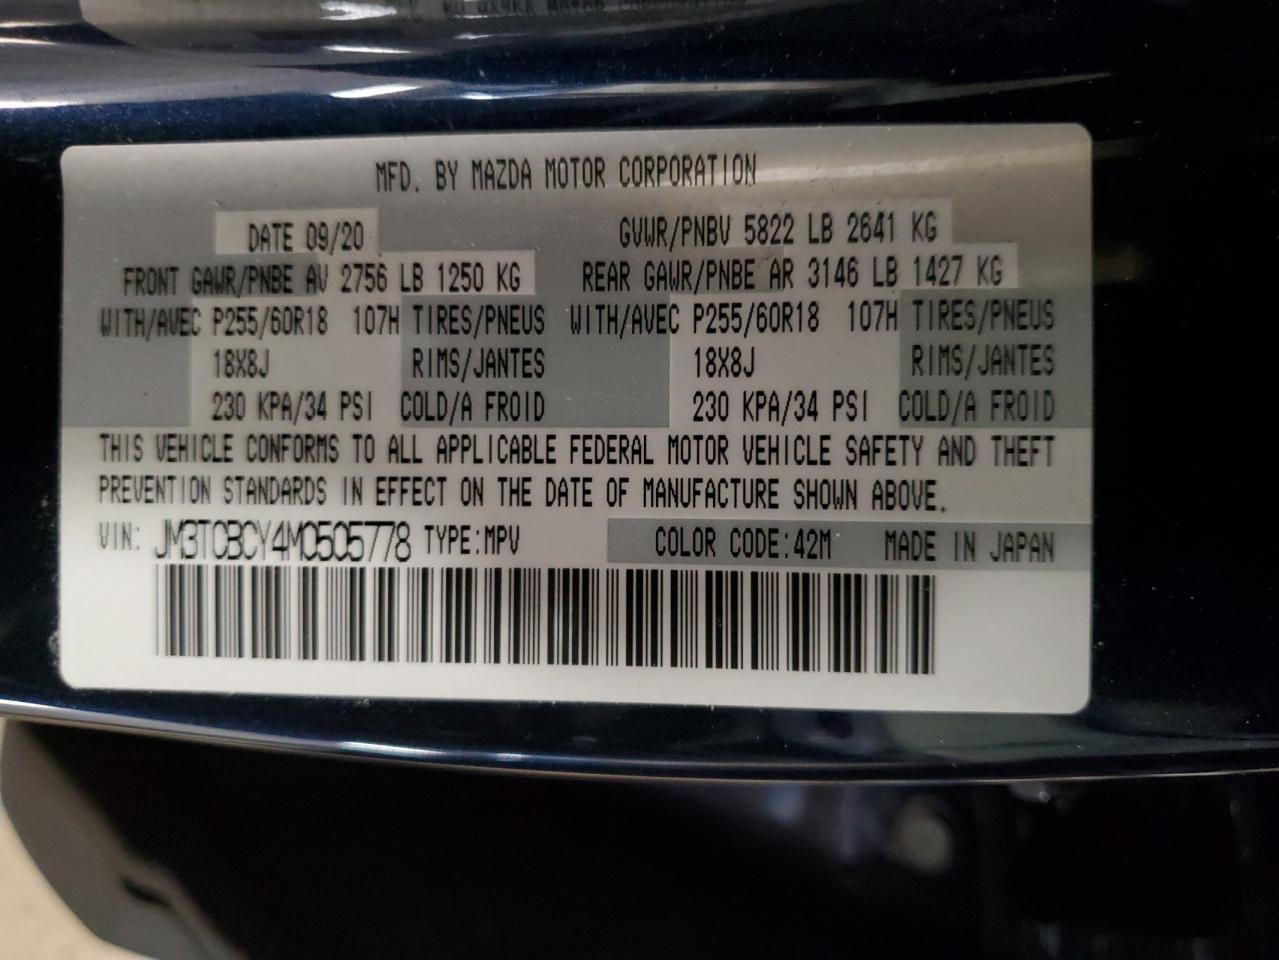 MFD. BY MAZDA MOTOR CORPORATION
DATE 09/20 GVWR/PNBV 5822 LB 2641 KG
FRONT GAWR/PNBE AV 2756 LB 1250 KG REAR GAWR/PNBE AR 3146 LB 1427 KG
WITH/AVEC P255/60R18 107H TIRES/PNEUS WITH/AVEC P255/60R18 107H TIRES/PNEUS
18X8J RIMS/JANTES 18X8J RIMS/JANTES
230 KPA/34 PSI COLD/A FROID 230 KPA/34 PSI COLD/A FROID
THIS VEHICLE CONFORMS TO ALL APPLICABLE FEDERAL MOTOR VEHICLE SAFETY AND THEFT
PREVENTION STANDARDS IN EFFECT ON THE DATE OF MANUFACTURE SHOWN ABOVE.
VIN: JM3TCBCY4M0505778 TYPE:MPV COLOR CODE:42M MADE IN JAPAN